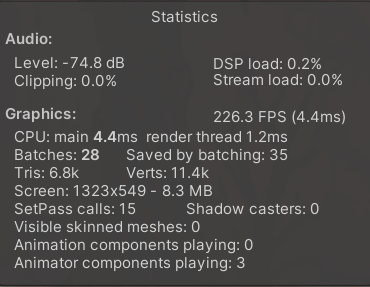 Statistics
Audio:
Level: -74.8 dB DSP load: 0.2%
Clipping: 0.0% Stream load: 0.0%
Graphics: 226.3 FPS (4.4ms)
CPU: main 4.4ms render thread 1.2ms
Batches: 28 Saved by batching: 35
Tris: 6.8k Verts: 11.4k
Screen: 1323x549 - 8.3 MB
SetPass calls: 15 Shadow casters: 0
Visible skinned meshes: 0
Animation components playing: 0
Animator components playing: 3